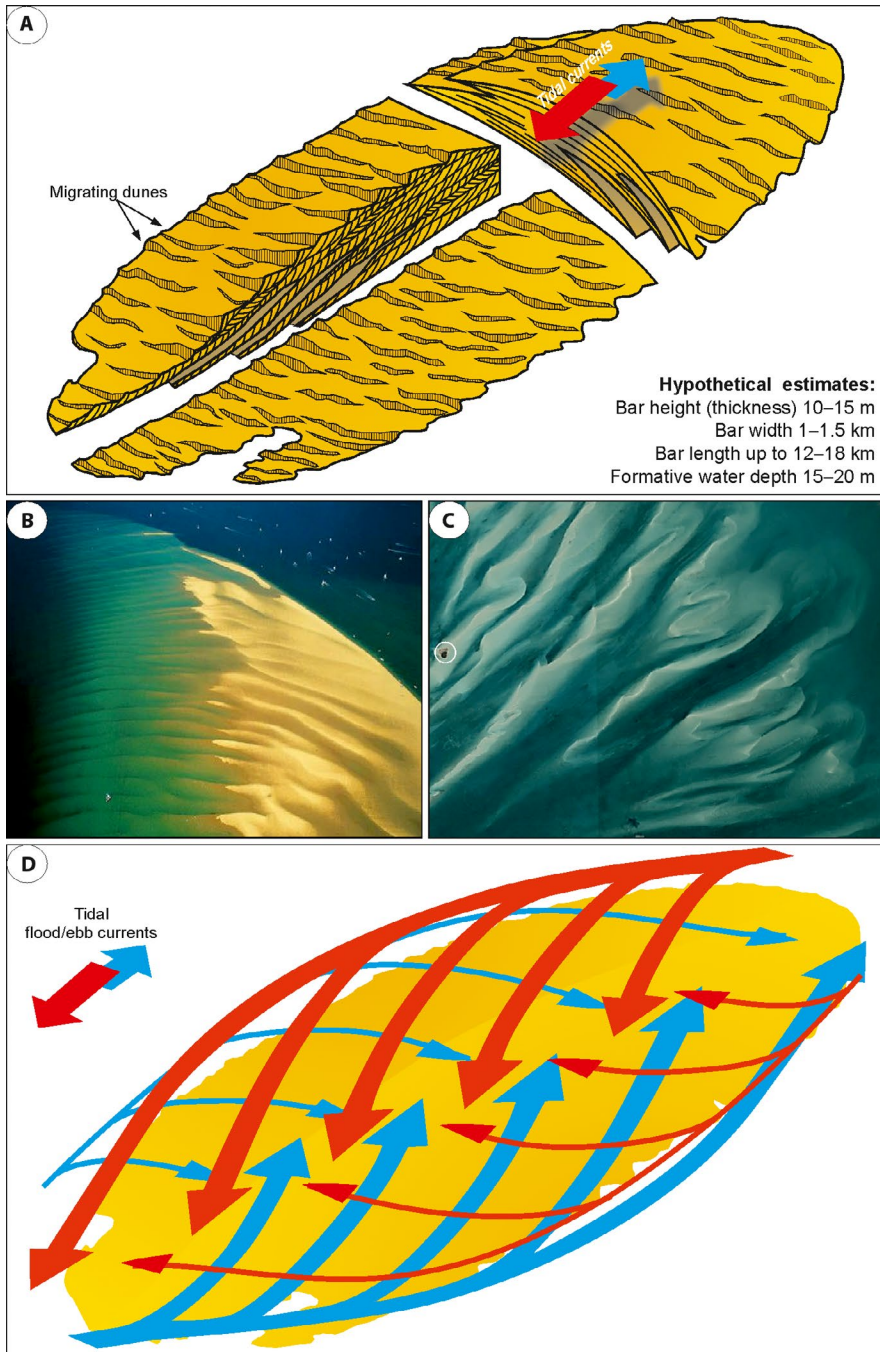 A
Tidal currents
Migrating dunes
Hypothetical estimates:
Bar height (thickness) 10–15 m
Bar width 1–1.5 km
Bar length up to 12–18 km
Formative water depth 15–20 m
B
C
D
Tidal
flood/ebb currents